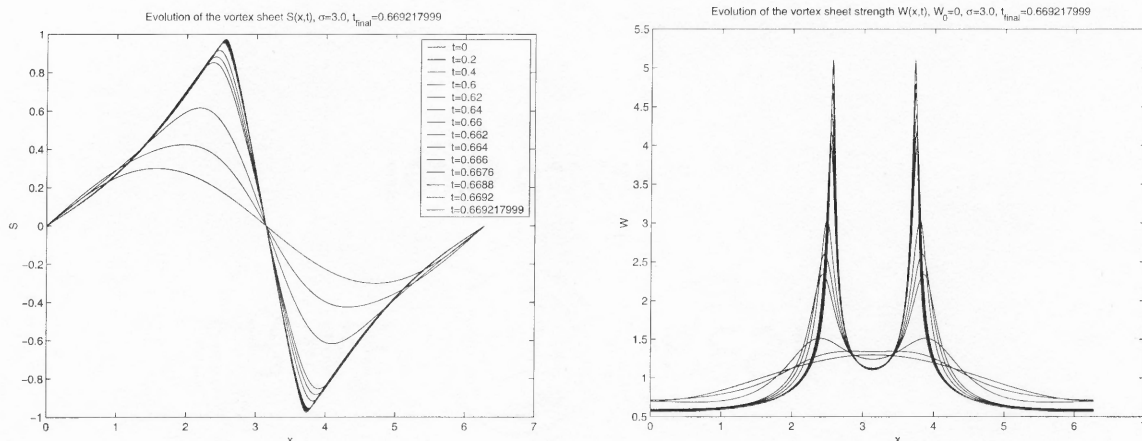 Evolution of the vortex sheet S(x,t), σ=3.0, t_final=0.669217999
1
0.8
0.6
0.4
0.2
0
−0.2
−0.4
−0.6
−0.8
−1
S
0
1
2
3
4
5
6
7
x
t=0
t=0.2
t=0.4
t=0.6
t=0.62
t=0.64
t=0.66
t=0.662
t=0.664
t=0.666
t=0.6676
t=0.6688
t=0.6692
t=0.669217999
Evolution of the vortex sheet strength W(x,t), W_0=0, σ=3.0, t_final=0.669217999
5.5
5
4.5
4
3.5
3
2.5
2
1.5
1
0.5
W
0
1
2
3
4
5
6
x